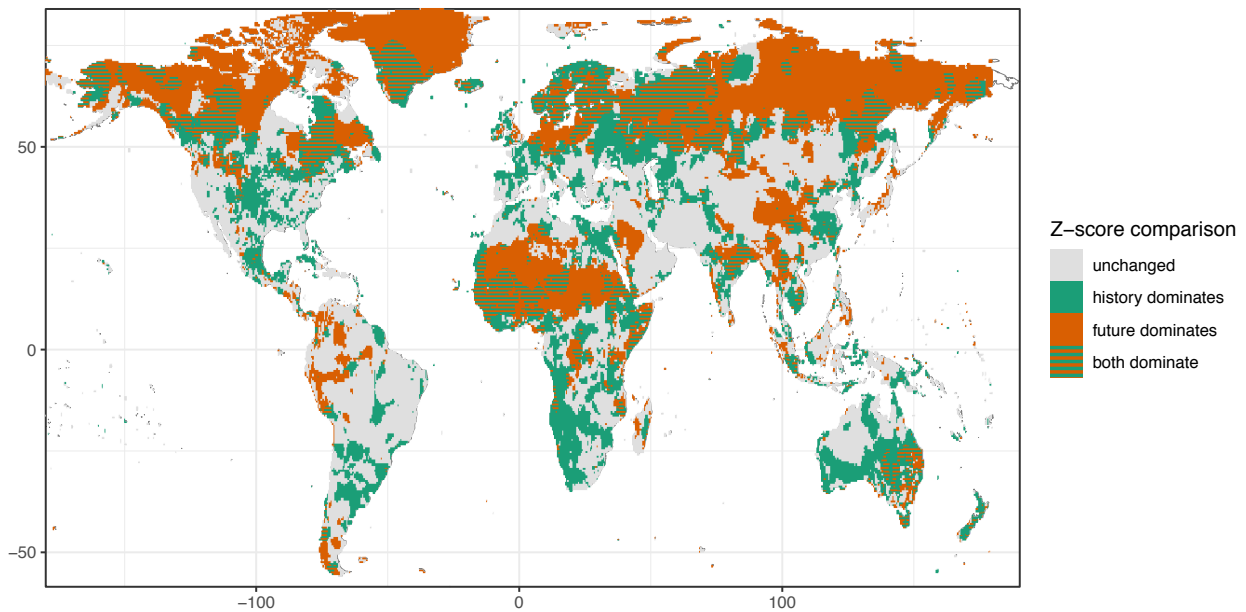 50
0
−50
−100
0
100
Z−score comparison
unchanged
history dominates
future dominates
both dominate